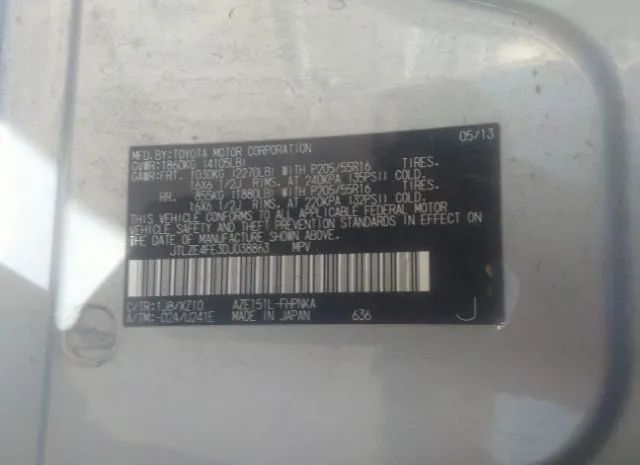 MFD.BY:TOYOTA MOTOR CORPORATION 05/13
GVWR:1860KG (4105LB)
GAWR:FRT. 1030KG (2270LB) WITH P205/55R16 TIRES.
16X6 1/2J RIMS, AT 240KPA (35PSI) COLD.
RR. 855KG (1880LB) WITH P205/55R16 TIRES.
16X6 1/2J RIMS, AT 220KPA (32PSI) COLD.
THIS VEHICLE CONFORMS TO ALL APPLICABLE FEDERAL MOTOR
VEHICLE SAFETY AND THEFT PREVENTION STANDARDS IN EFFECT ON
THE DATE OF MANUFACTURE SHOWN ABOVE.
JTLZE4FE3DJ038863 MPV
C/TR:1J8/XZ10 AZE151L-FHPNKA
A/TM:-02A/U241E MADE IN JAPAN 636 J